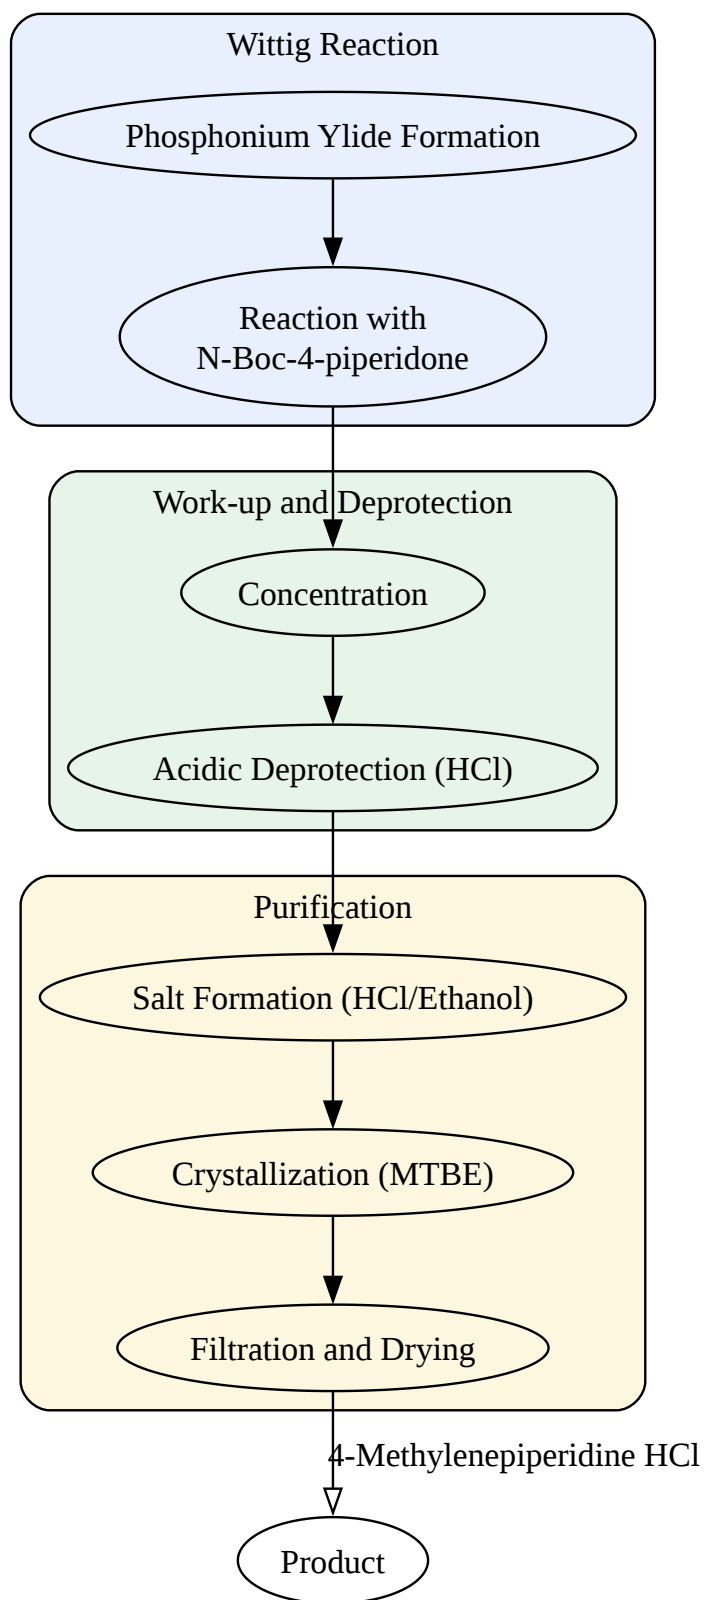 Wittig Reaction
Phosphonium Ylide Formation
Reaction with
N-Boc-4-piperidone
Work-up and Deprotection
Concentration
Acidic Deprotection (HCl)
Purification
Salt Formation (HCl/Ethanol)
Crystallization (MTBE)
Filtration and Drying
4-Methylenepiperidine HCl
Product